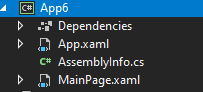 C# App6
Dependencies
App.xaml
C# AssemblyInfo.cs
MainPage.xaml